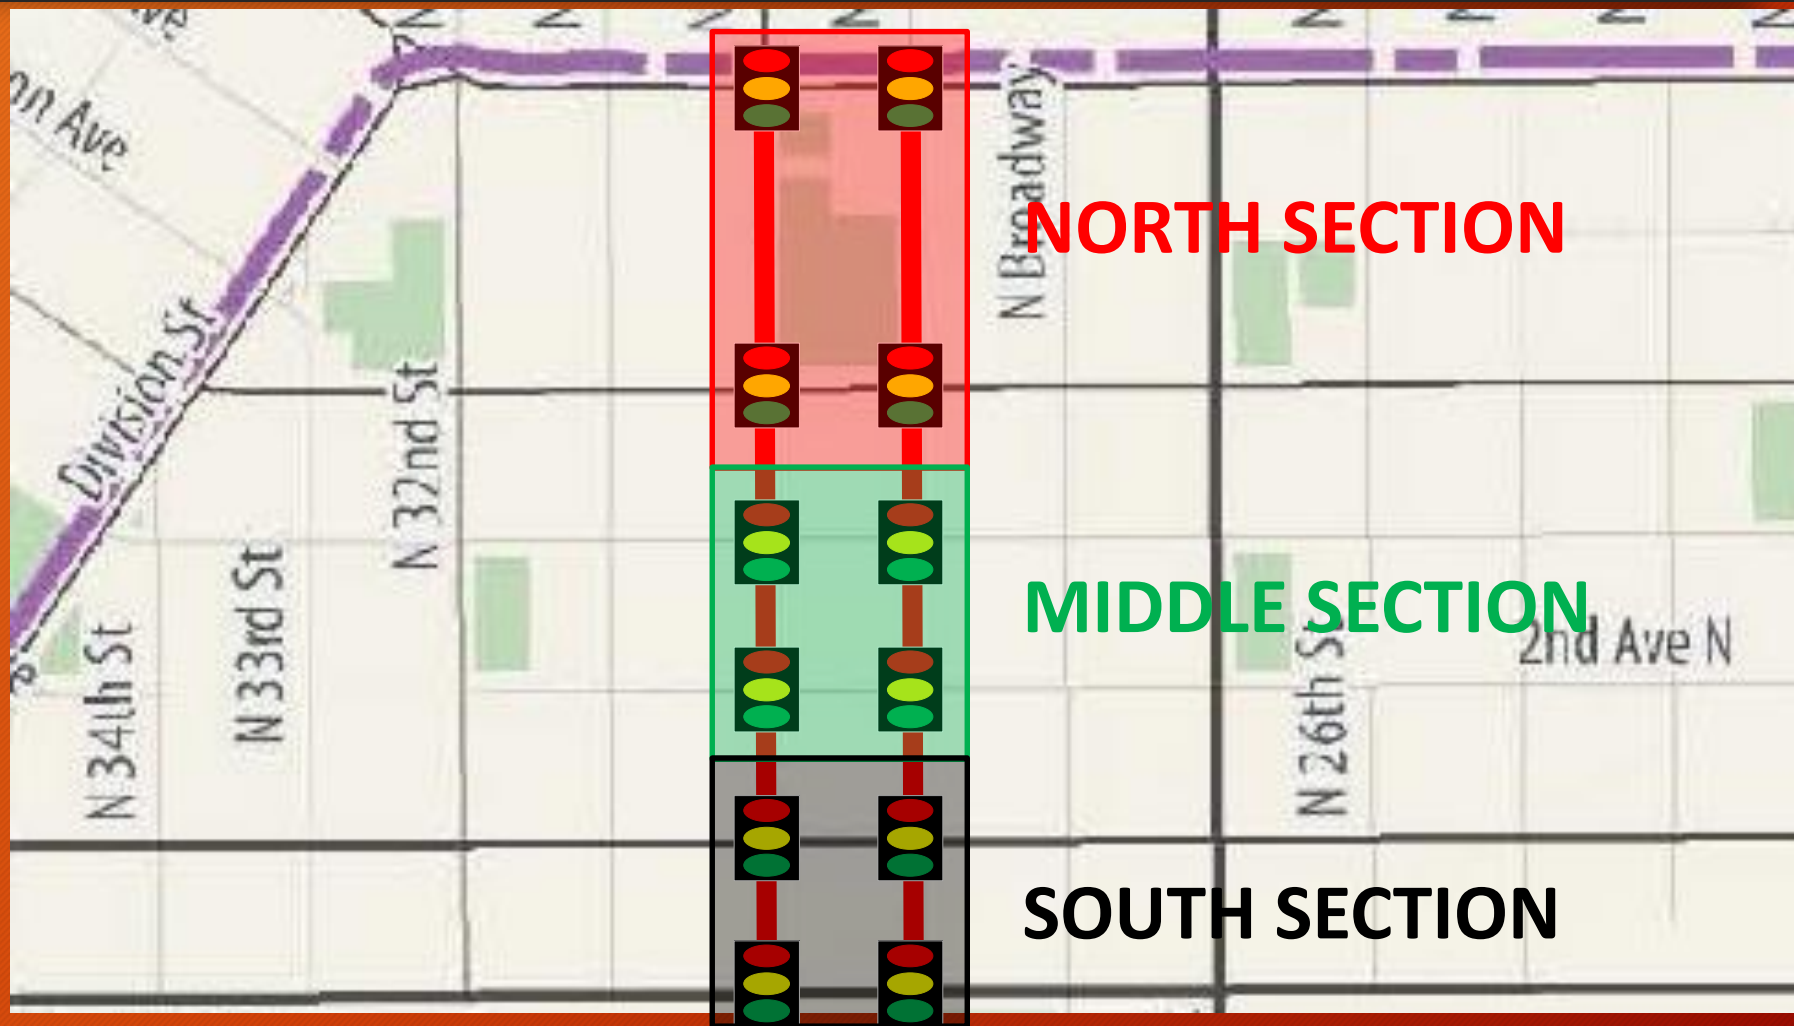 Division St
N 32nd St
N 33rd St
N 34th St
N Broadway
NORTH SECTION
MIDDLE SECTION
2nd Ave N
N 26th St
SOUTH SECTION